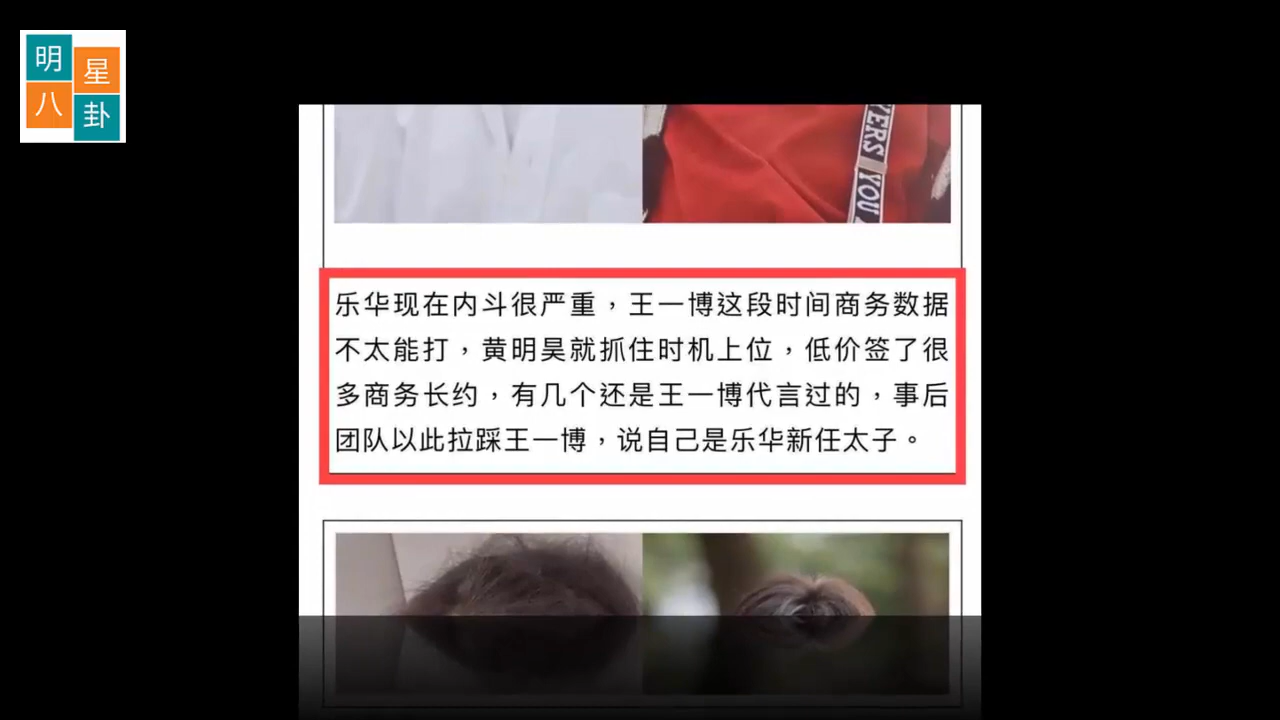 明星
八卦
VERS YOU
乐华现在内斗很严重，王一博这段时间商务数据
不太能打，黄明昊就抓住时机上位，低价签了很
多商务长约，有几个还是王一博代言过的，事后
团队以此拉踩王一博，说自己是乐华新任太子。